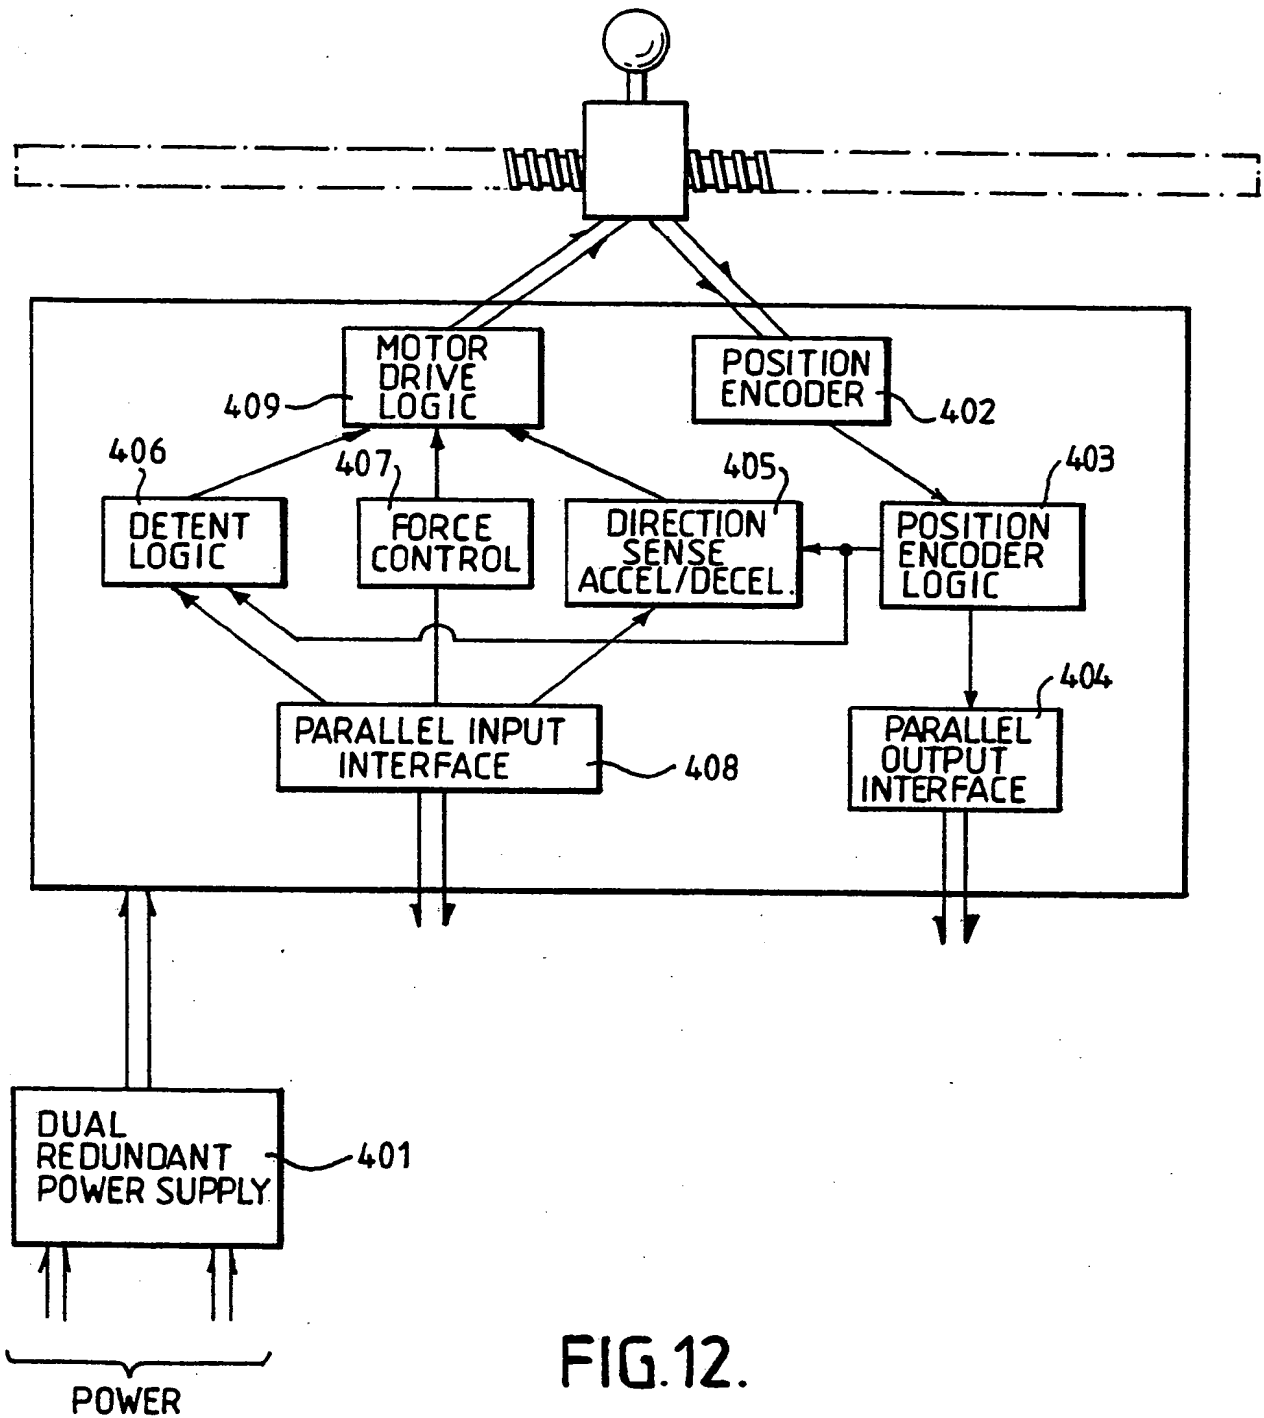 MOTOR
DRIVE
LOGIC
409
POSITION
ENCODER
402
406
407
405
403
DETENT
LOGIC
FORCE
CONTROL
DIRECTION
SENSE
ACCEL/DECEL.
POSITION
ENCODER
LOGIC
404
PARALLEL INPUT
INTERFACE
408
PARALLEL
OUTPUT
INTERFACE
DUAL
REDUNDANT
POWER SUPPLY
401
POWER
FIG.12.